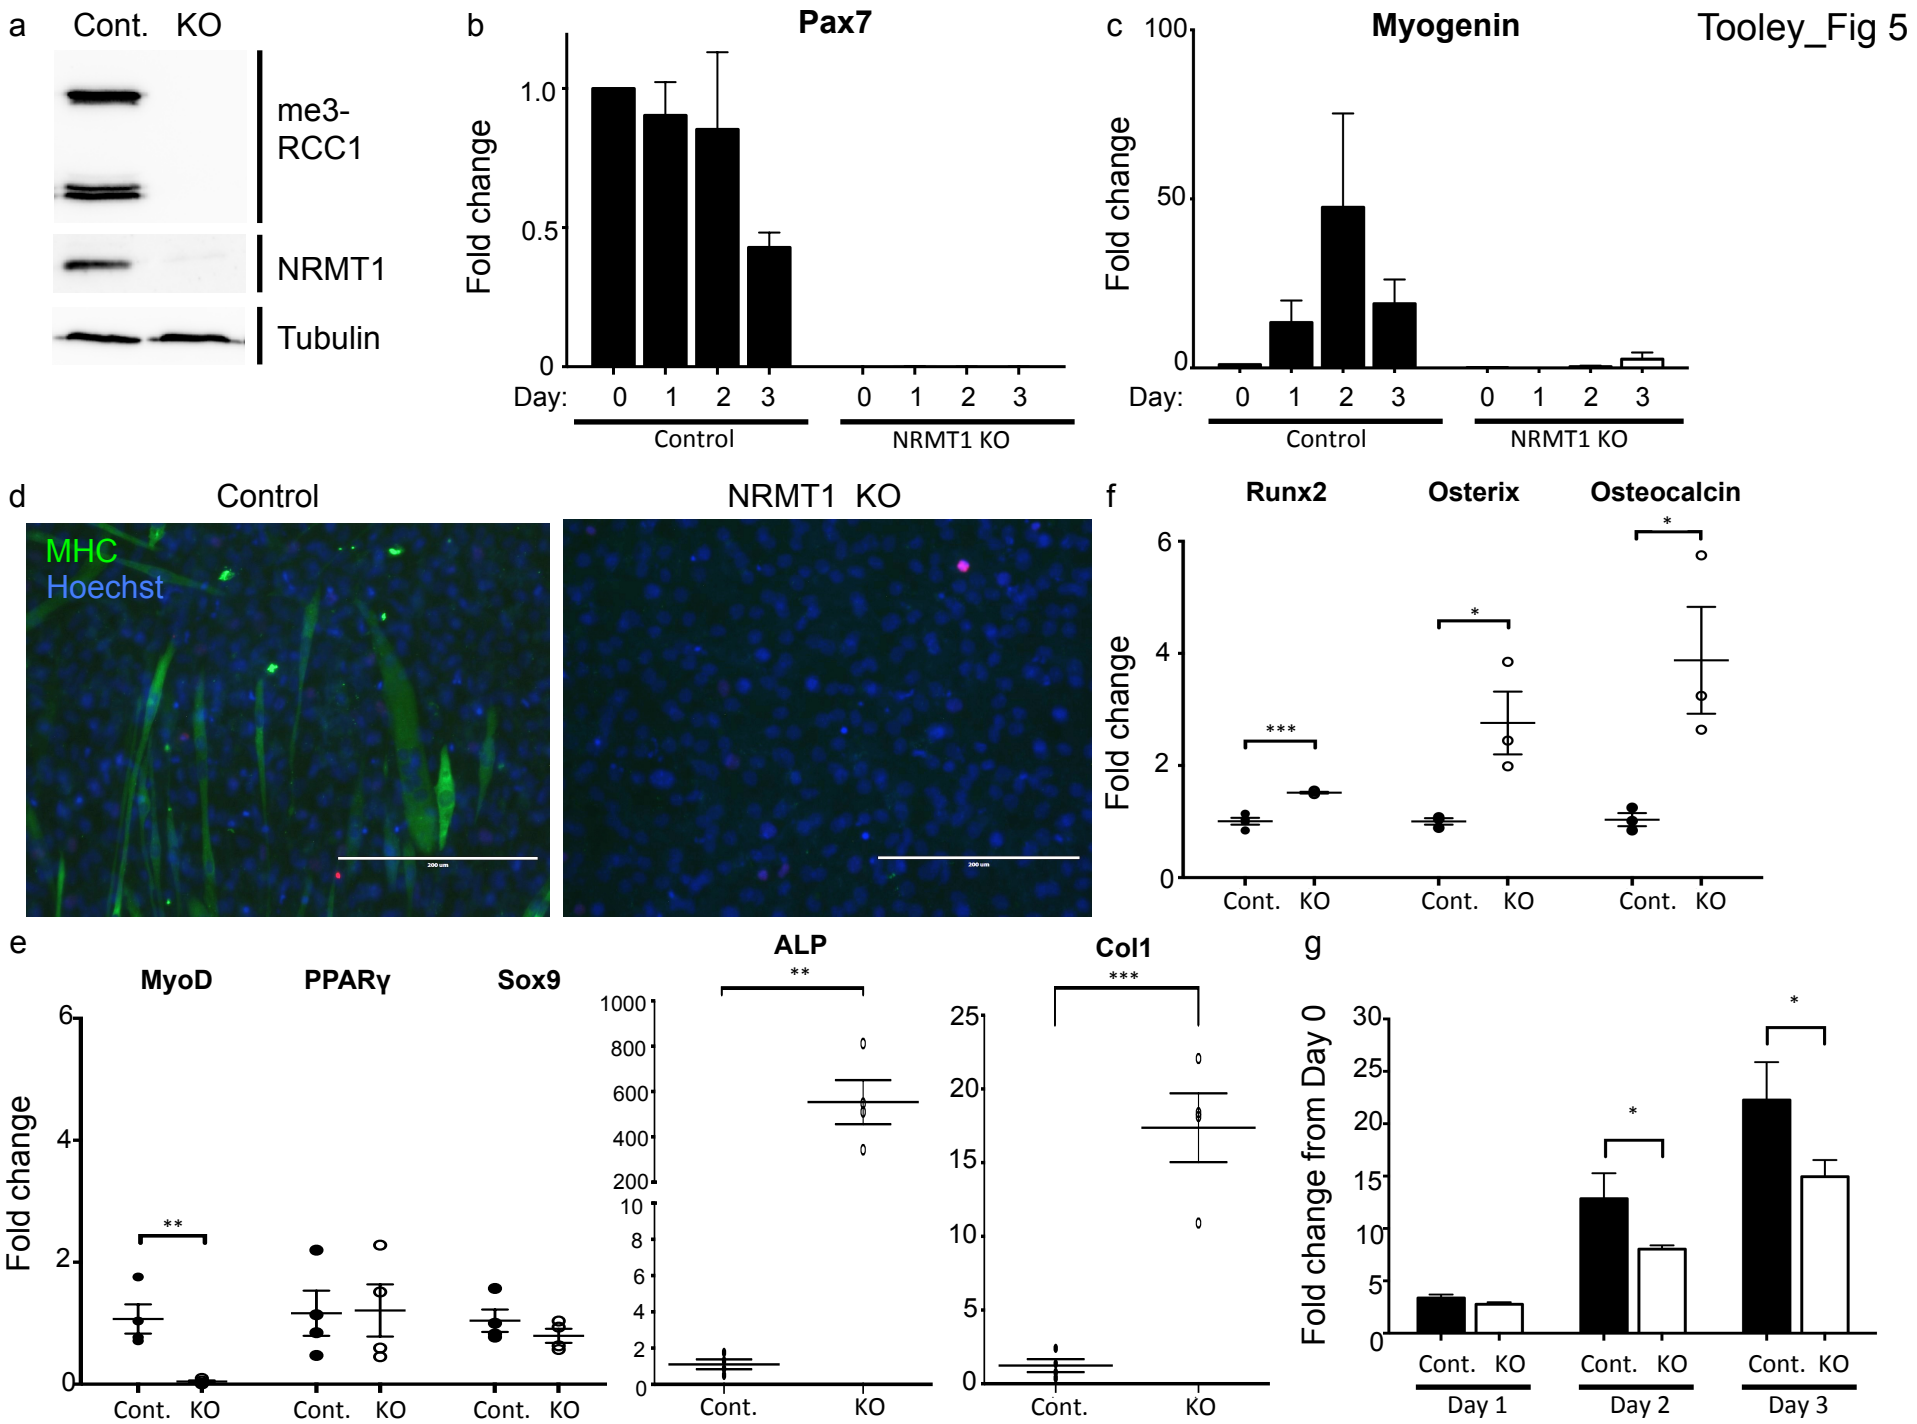 Tooley_Fig 5
a
Cont. KO
me3-
RCC1
NRMT1
Tubulin
b
Pax7
Fold change
1.0
0.5
0
Day: 0 1 2 3 0 1 2 3
Control NRMT1 KO
c
Myogenin
Fold change
100
50
0
Day: 0 1 2 3 0 1 2 3
Control NRMT1 KO
d
Control NRMT1 KO
MHC
Hoechst
200 um
200 um
e
MyoD PPARγ Sox9
Fold change
6
4
2
0
**
Cont. KO Cont. KO Cont. KO
ALP
**
1000
800
600
400
200
10
8
6
4
2
0
Cont. KO
Col1
***
25
20
15
10
5
0
Cont. KO
f
Runx2 Osterix Osteocalcin
Fold change
6
4
2
0
*** * *
Cont. KO Cont. KO Cont. KO
g
Fold change from Day 0
30
25
20
15
10
5
0
* *
Cont. KO Cont. KO Cont. KO
Day 1 Day 2 Day 3